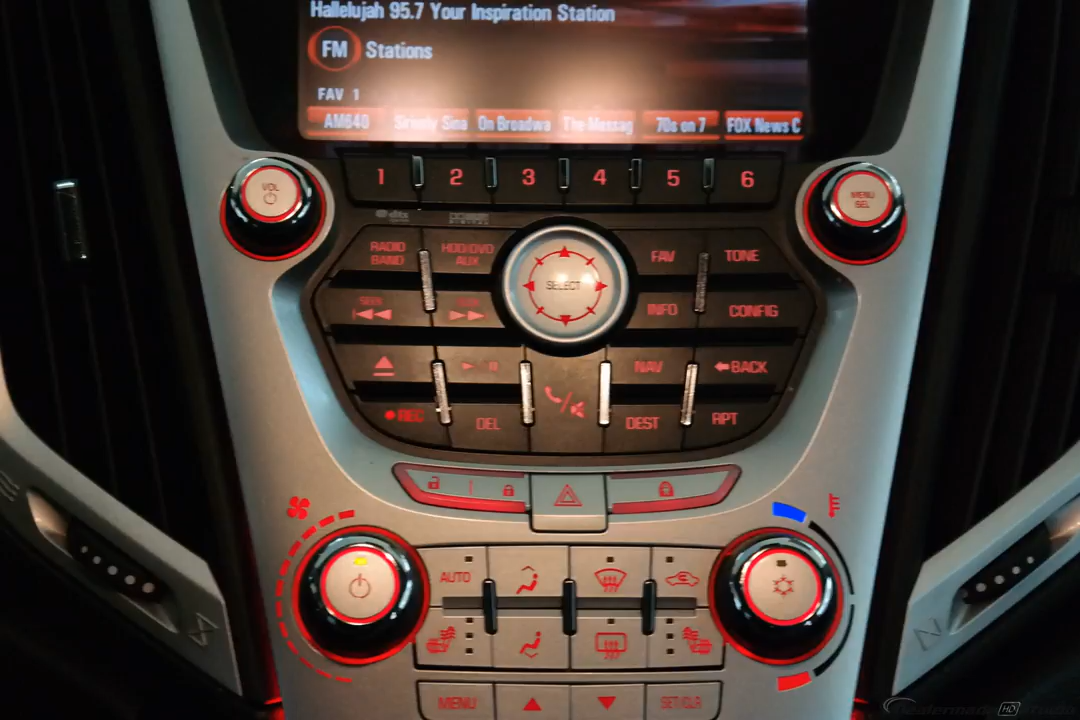 Hallelujah 95.7 Your Inspiration Station
FM Stations
FAV 1
AM640 Siriusly Sina On Broadwa The Messag 70s on 7 FOX News C
1 2 3 4 5 6
VOL
MENU SEL
dts
RADIO BAND
HDD/DVD AUX
FAV
TONE
SELECT
SEEK
INFO
CONFIG
NAV
BACK
REC
DEL
DEST
RPT
AUTO
MENU
SET/CLR